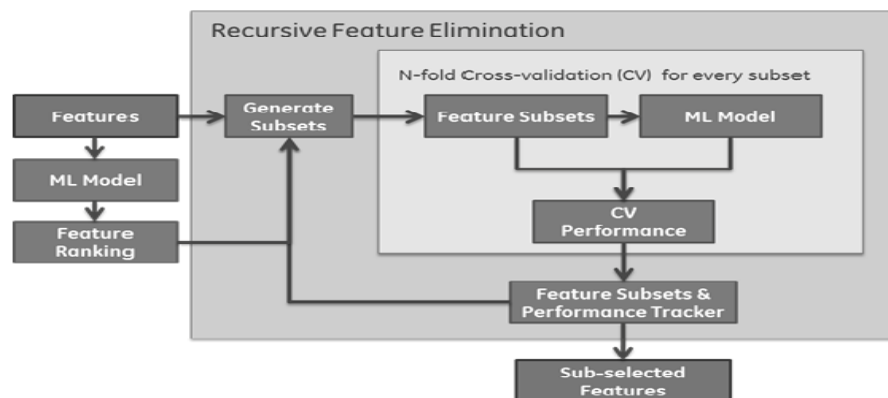 Recursive Feature Elimination
N-fold Cross-validation (CV) for every subset
Features
Generate
Subsets
Feature Subsets
ML Model
ML Model
Feature
Ranking
CV
Performance
Feature Subsets &
Performance Tracker
Sub-selected
Features